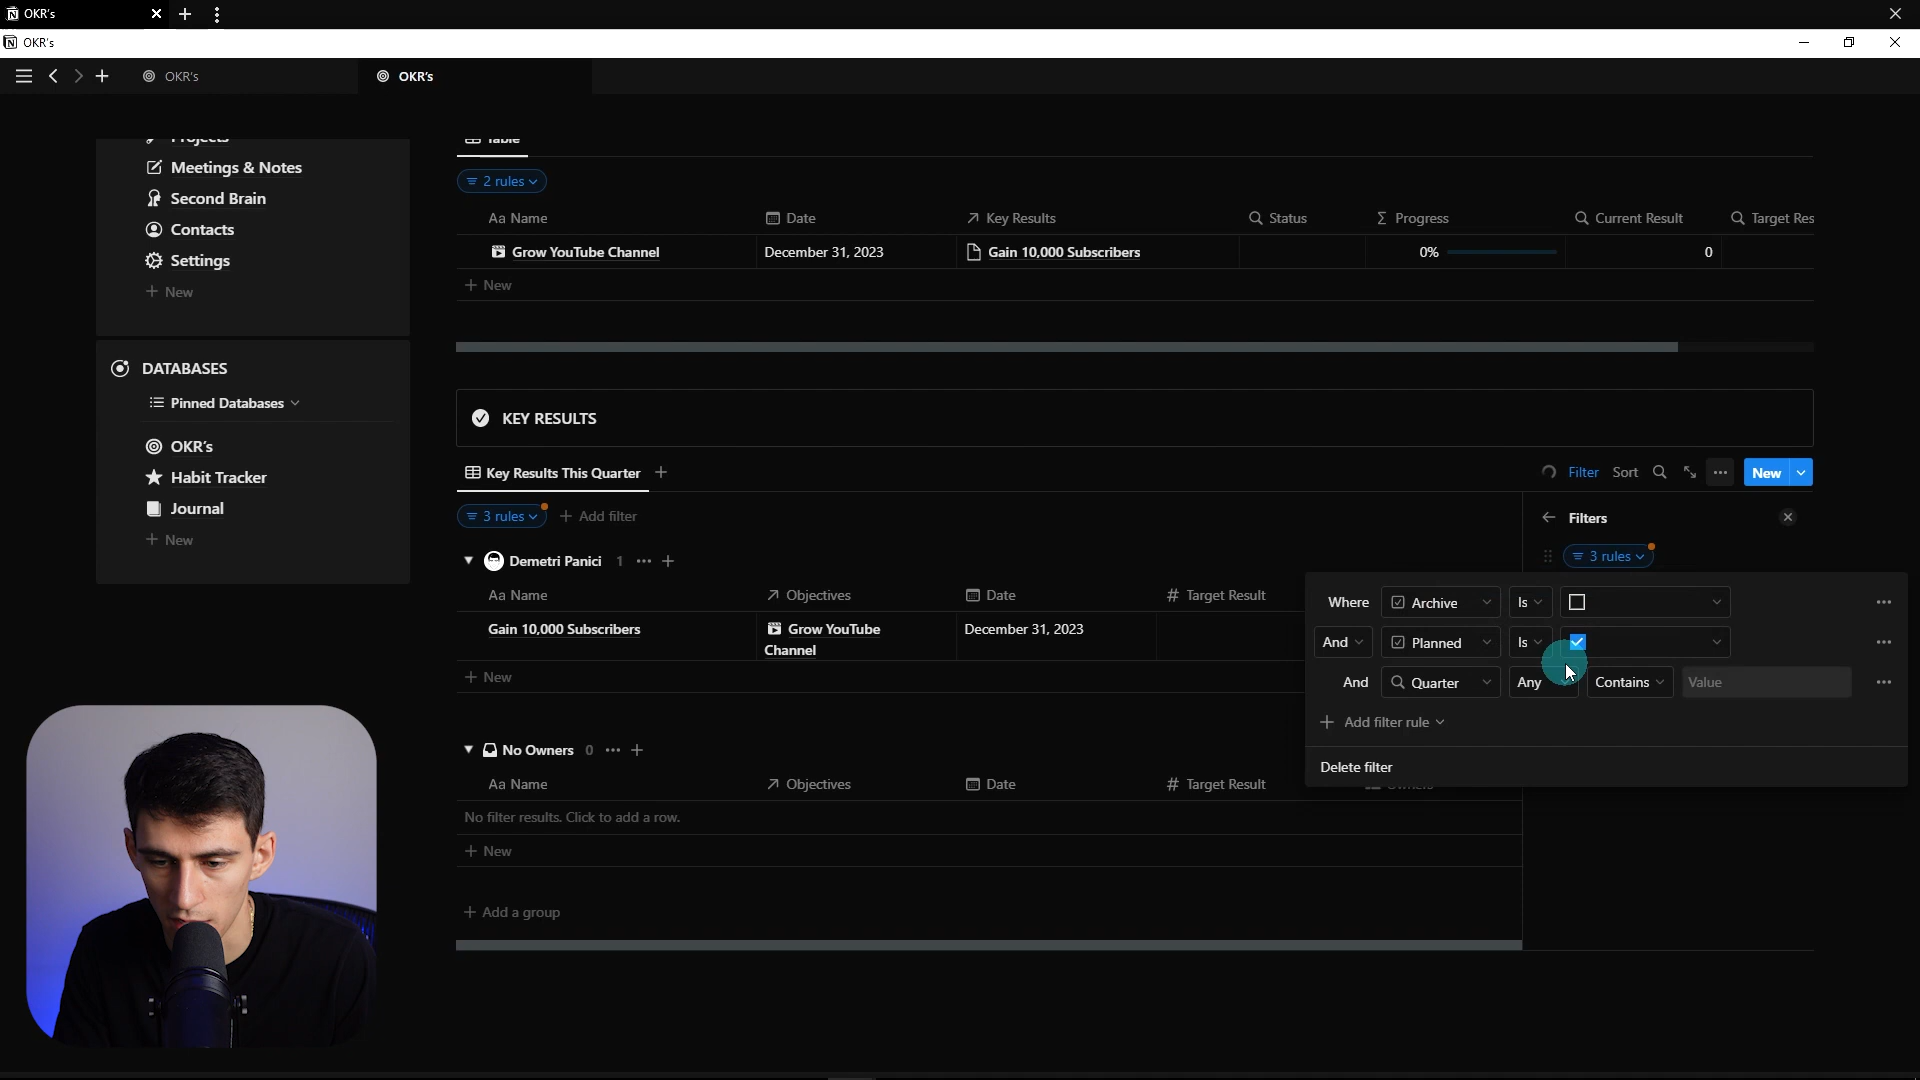 OKR's
OKR's
OKR's
OKR's
Projects
Meetings & Notes
Second Brain
Contacts
Settings
New
DATABASES
Pinned Databases
OKR's
Habit Tracker
Journal
New
Table
2 rules
Aa Name Date Key Results Status Progress Current Result Target Res
Grow YouTube Channel December 31, 2023 Gain 10,000 Subscribers 0% 0
New
KEY RESULTS
Key Results This Quarter
Filter Sort New
3 rules Add filter
Demetri Panici 1
Aa Name Objectives Date # Target Result
Gain 10,000 Subscribers Grow YouTube Channel December 31, 2023
New
No Owners 0
Aa Name Objectives Date # Target Result Owners
No filter results. Click to add a row.
New
Add a group
Filters
3 rules
Where Archive Is
And Planned Is
And Quarter Any Contains Value
Add filter rule
Delete filter